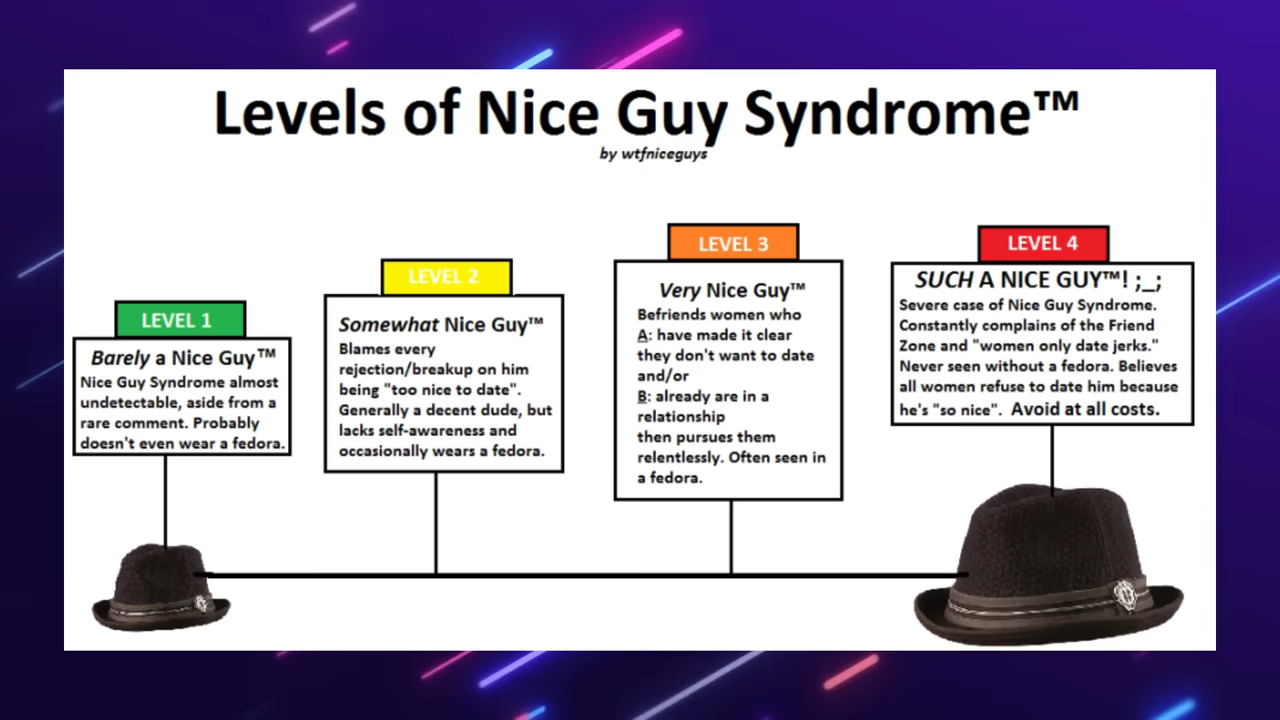 Levels of Nice Guy Syndrome™
by wtfniceguys
LEVEL 1
Barely a Nice Guy™
Nice Guy Syndrome almost
undetectable, aside from a
rare comment. Probably
doesn't even wear a fedora.
LEVEL 2
Somewhat Nice Guy™
Blames every
rejection/breakup on him
being "too nice to date".
Generally a decent dude, but
lacks self-awareness and
occasionally wears a fedora.
LEVEL 3
Very Nice Guy™
Befriends women who
A: have made it clear
they don't want to date
and/or
B: already are in a
relationship
then pursues them
relentlessly. Often seen in
a fedora.
LEVEL 4
SUCH A NICE GUY™! ;_;
Severe case of Nice Guy Syndrome.
Constantly complains of the Friend
Zone and "women only date jerks."
Never seen without a fedora. Believes
all women refuse to date him because
he's "so nice". Avoid at all costs.